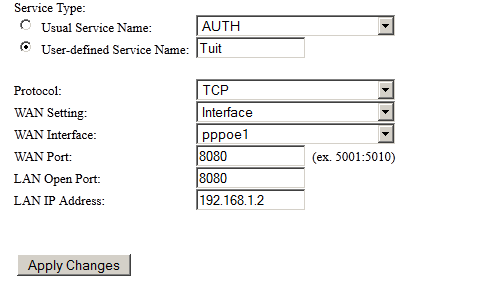 Service Type:
Usual Service Name: AUTH
User-defined Service Name: Tuit
Protocol: TCP
WAN Setting: Interface
WAN Interface: pppoe1
WAN Port: 8080 (ex. 5001:5010)
LAN Open Port: 8080
LAN IP Address: 192.168.1.2
Apply Changes